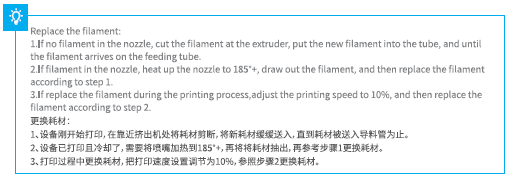 Replace the filament:
1.If no filament in the nozzle, cut the filament at the extruder, put the new filament into the tube, and until
the filament arrives on the feeding tube.
2.If filament in the nozzle, heat up the nozzle to 185°+, draw out the filament, and then replace the filament
according to step 1.
3.If replace the filament during the printing process,adjust the printing speed to 10%, and then replace the
filament according to step 2.
更换耗材：
1、设备刚开始打印，在靠近挤出机处将耗材剪断，将新耗材缓缓送入，直到耗材被送入导料管为止。
2、设备已打印且冷却了，需要将喷嘴加热到185°+，再将将耗材抽出，再参考步骤1更换耗材。
3、打印过程中更换耗材，把打印速度设置调节为10%，参照步骤2更换耗材。